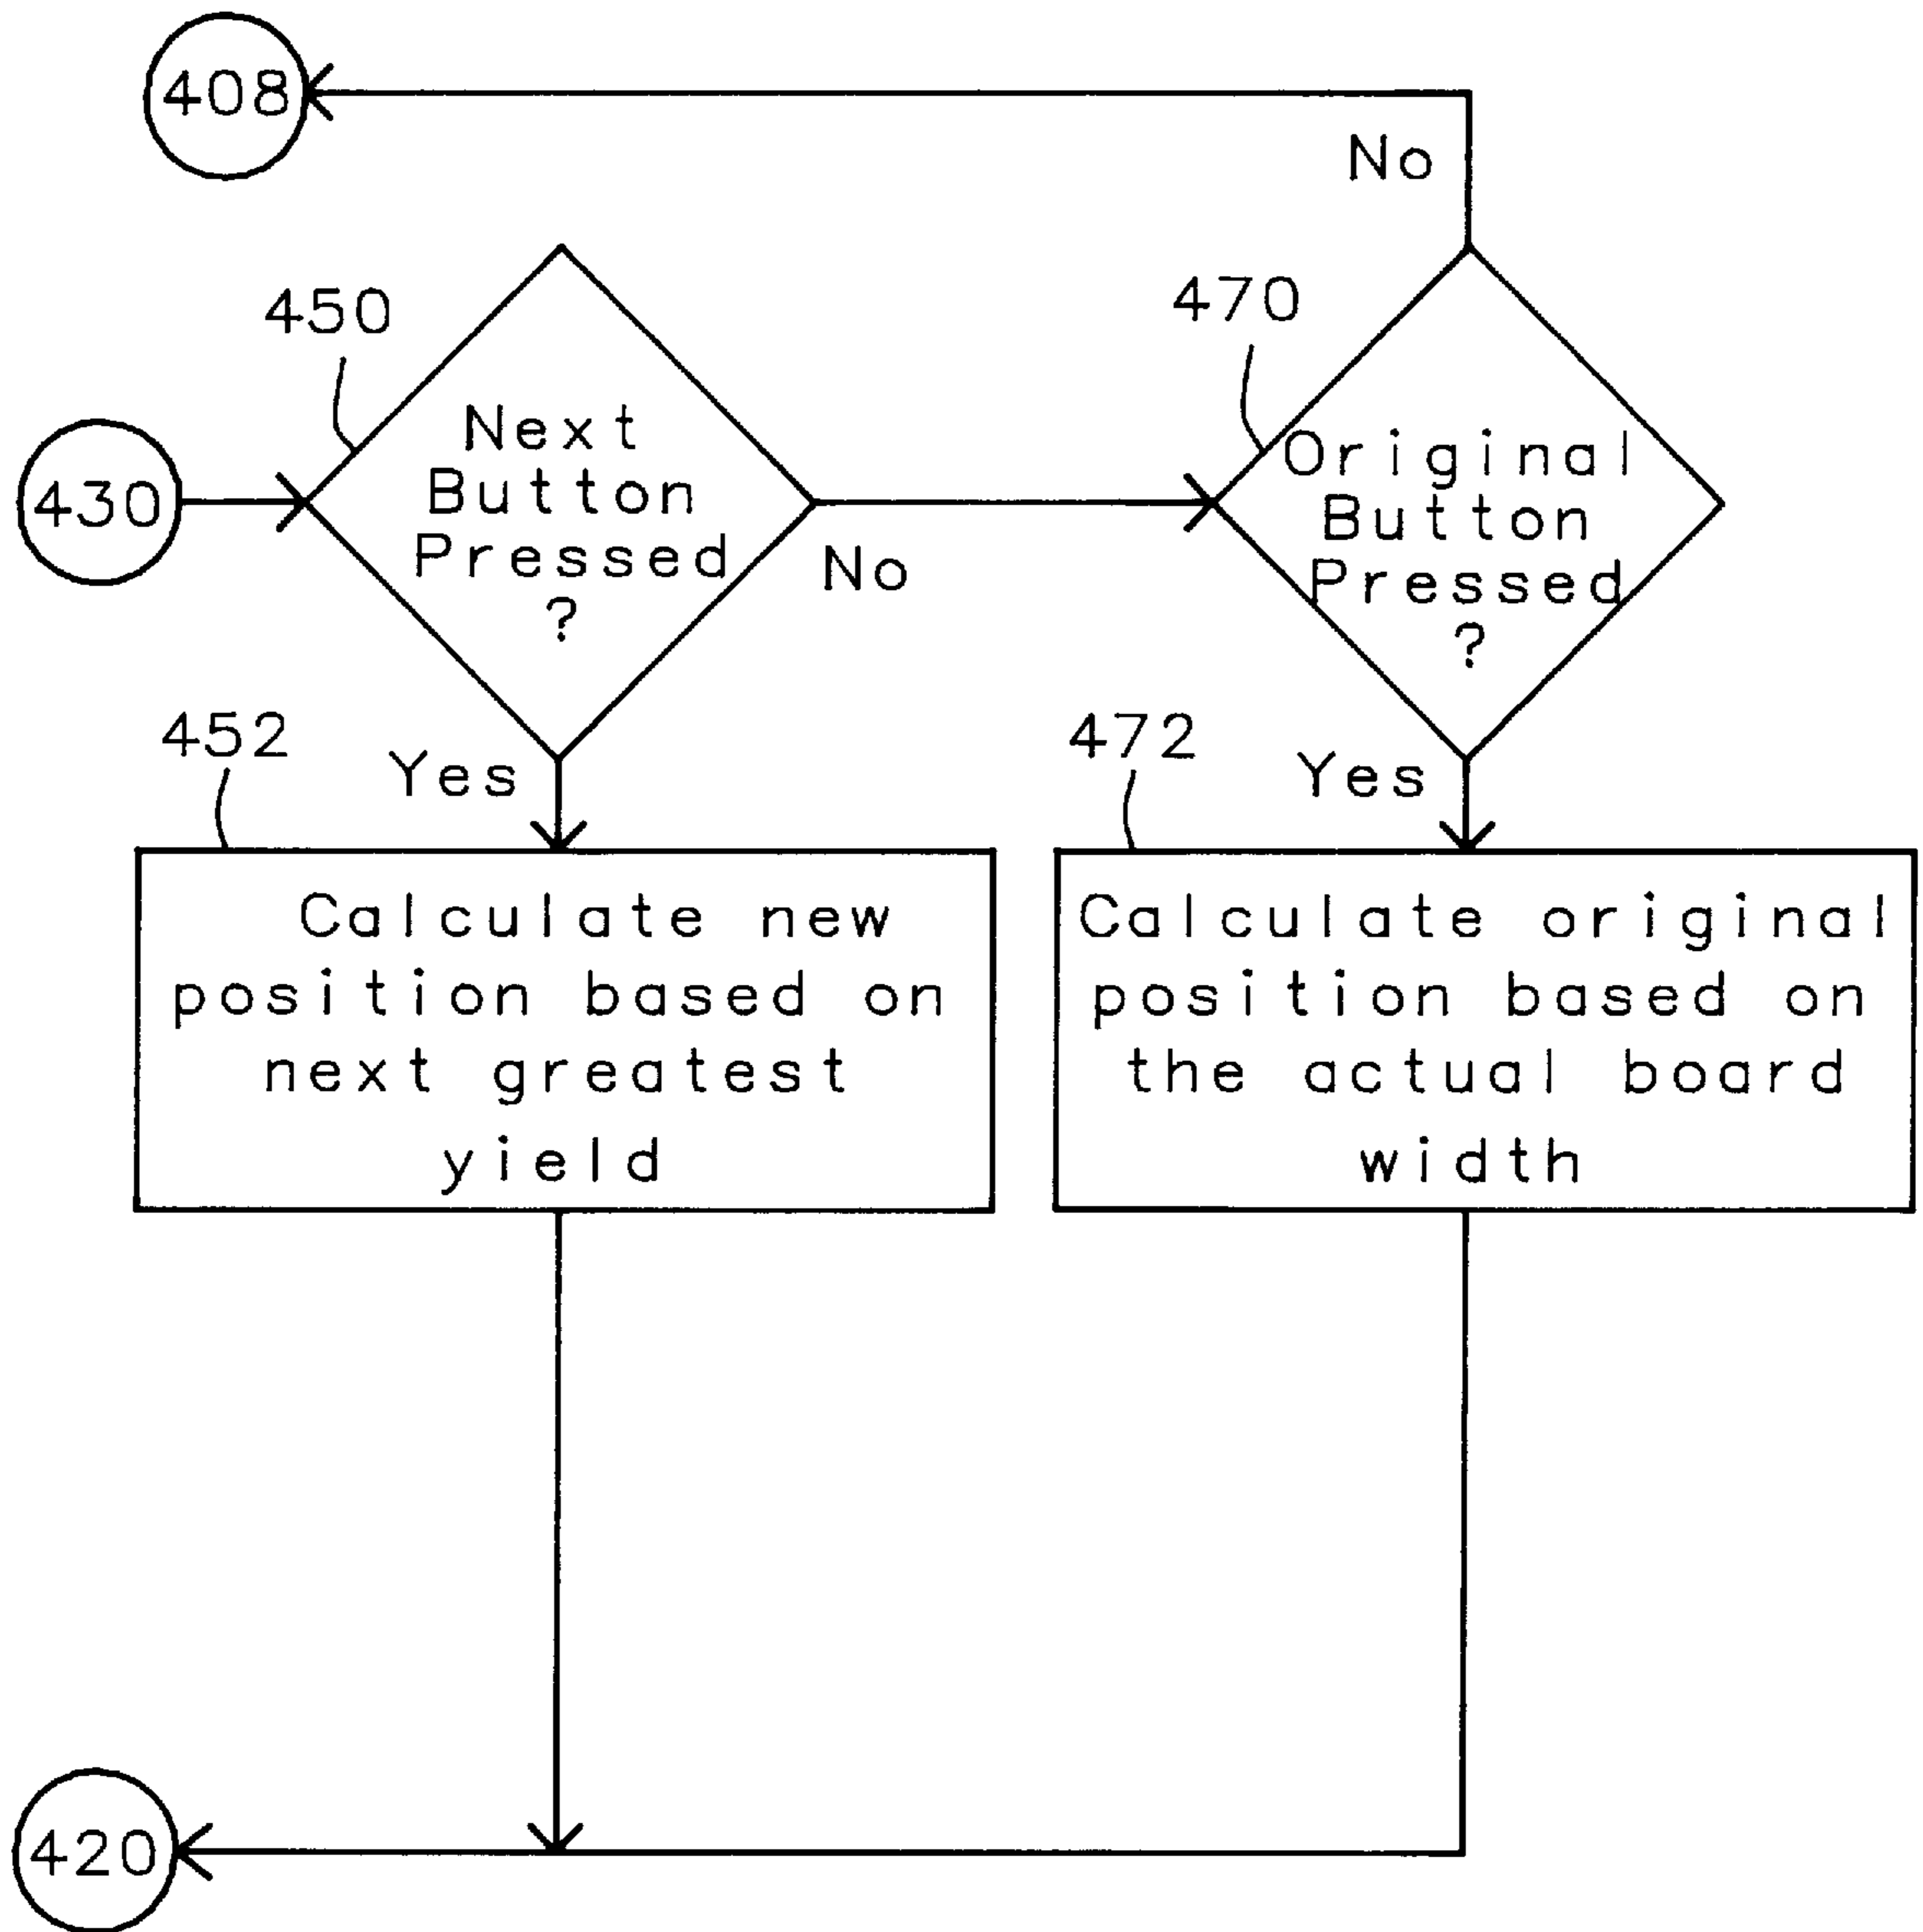 408
No
450
470
430
Next
Button
Pressed
?
No
Original
Button
Pressed
?
452
Yes
472
Yes
Calculate new
position based on
next greatest
yield
Calculate original
position based on
the actual board
width
420